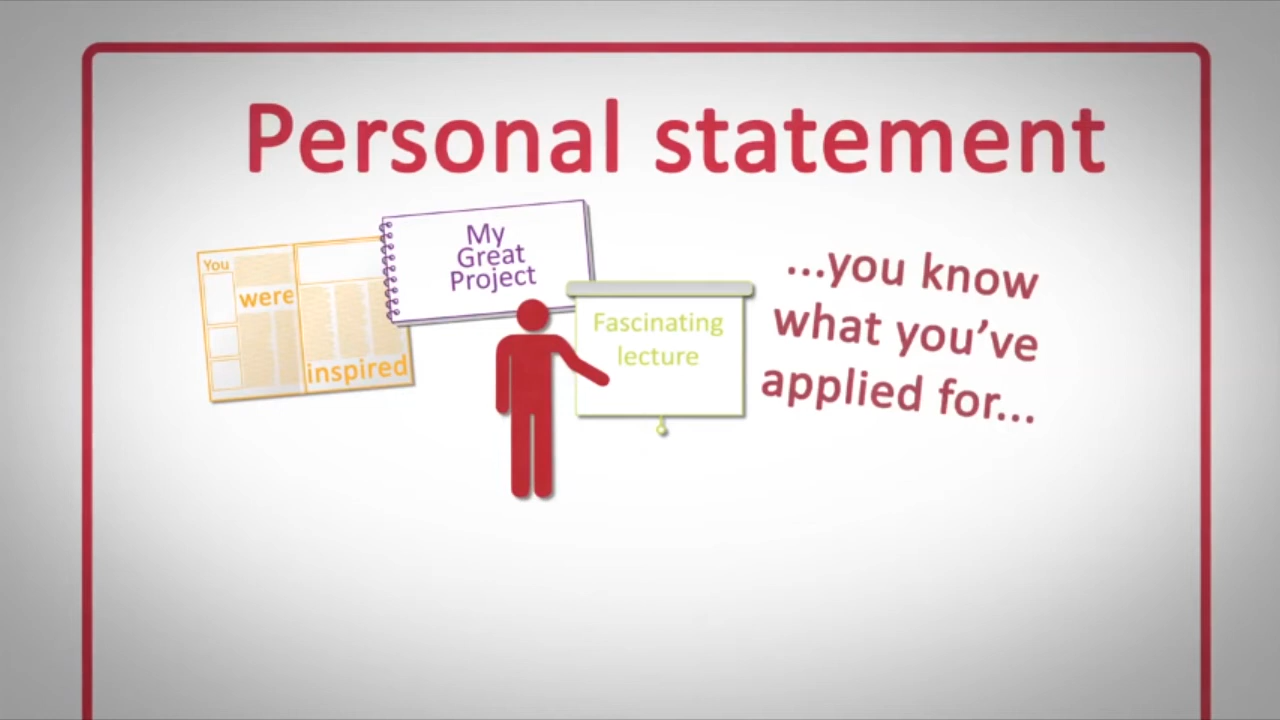 Personal statement
You
were
inspired
My
Great
Project
Fascinating
lecture
...you know
what you’ve
applied for...